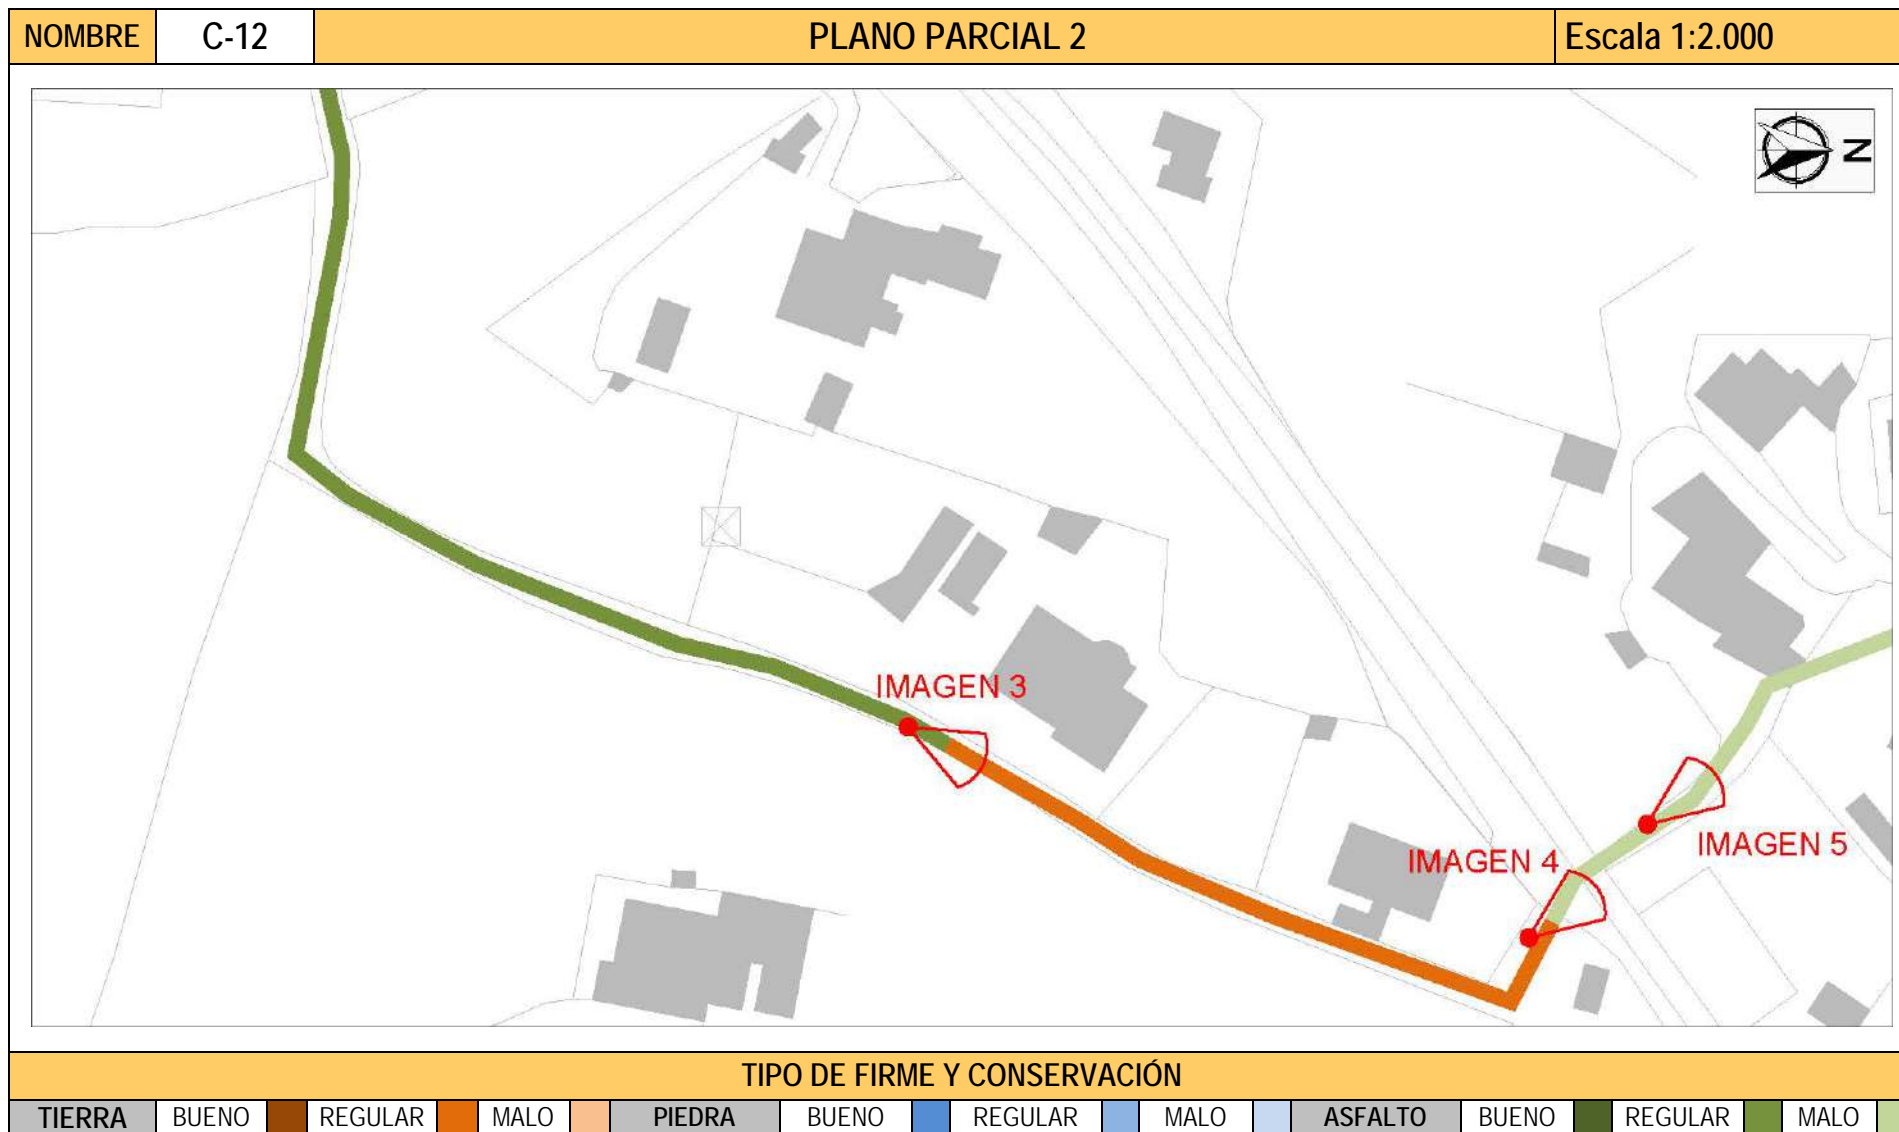 NOMBRE C-12 PLANO PARCIAL 2 Escala 1:2.000
N
IMAGEN 3
IMAGEN 4
IMAGEN 5
TIPO DE FIRME Y CONSERVACIÓN
TIERRA BUENO REGULAR MALO PIEDRA BUENO REGULAR MALO ASFALTO BUENO REGULAR MALO